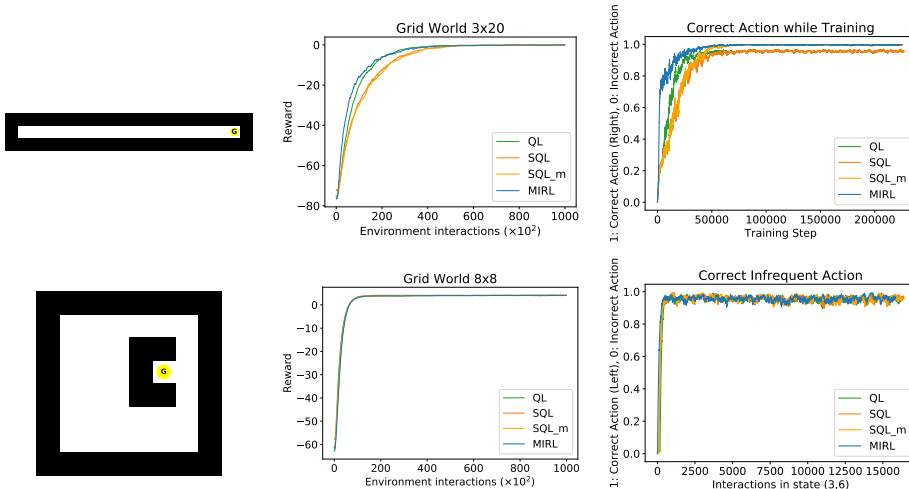 G
Grid World 3x20
Reward
0
−20
−40
−60
−80
0
200
400
600
800
1000
Environment interactions (×10²)
QL
SQL
SQL_m
MIRL
Correct Action while Training
1: Correct Action (Right), 0: Incorrect Action
1.0
0.8
0.6
0.4
0.2
0.0
0
50000
100000
150000
200000
Training Step
QL
SQL
SQL_m
MIRL
G
Grid World 8x8
Reward
0
−10
−20
−30
−40
−50
−60
0
200
400
600
800
1000
Environment interactions (×10²)
QL
SQL
SQL_m
MIRL
Correct Infrequent Action
1: Correct Action (Left), 0: Incorrect Action
1.0
0.8
0.6
0.4
0.2
0.0
0
2500
5000
7500
10000
12500
15000
Interactions in state (3,6)
QL
SQL
SQL_m
MIRL